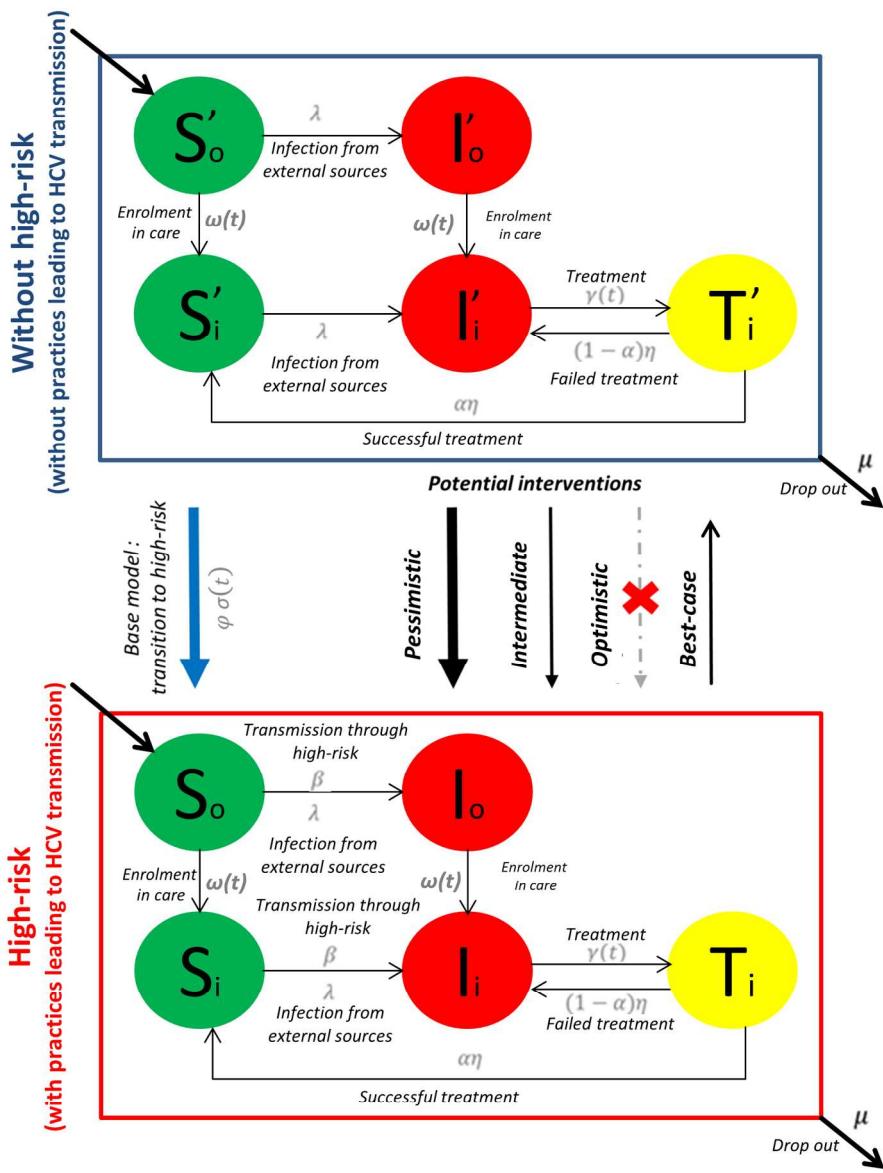 Without high-risk
(without practices leading to HCV transmission)
S'o
λ
Infection from
external sources
I'o
Enrolment
in care
ω(t)
ω(t)
Enrolment
in care
S'i
λ
Infection from
external sources
I'i
Treatment
γ(t)
(1 − α)η
Failed treatment
T'i
αη
Successful treatment
μ
Drop out
Potential interventions
Base model :
transition to high-risk
φ σ(t)
Pessimistic
Intermediate
Optimistic
Best-case
High-risk
(with practices leading to HCV transmission)
So
Transmission through
high-risk
β
λ
Infection from
external sources
Io
Enrolment
in care
ω(t)
ω(t)
Enrolment
in care
Si
Transmission through
high-risk
β
λ
Infection from
external sources
Ii
Treatment
γ(t)
(1 − α)η
Failed treatment
Ti
αη
Successful treatment
μ
Drop out